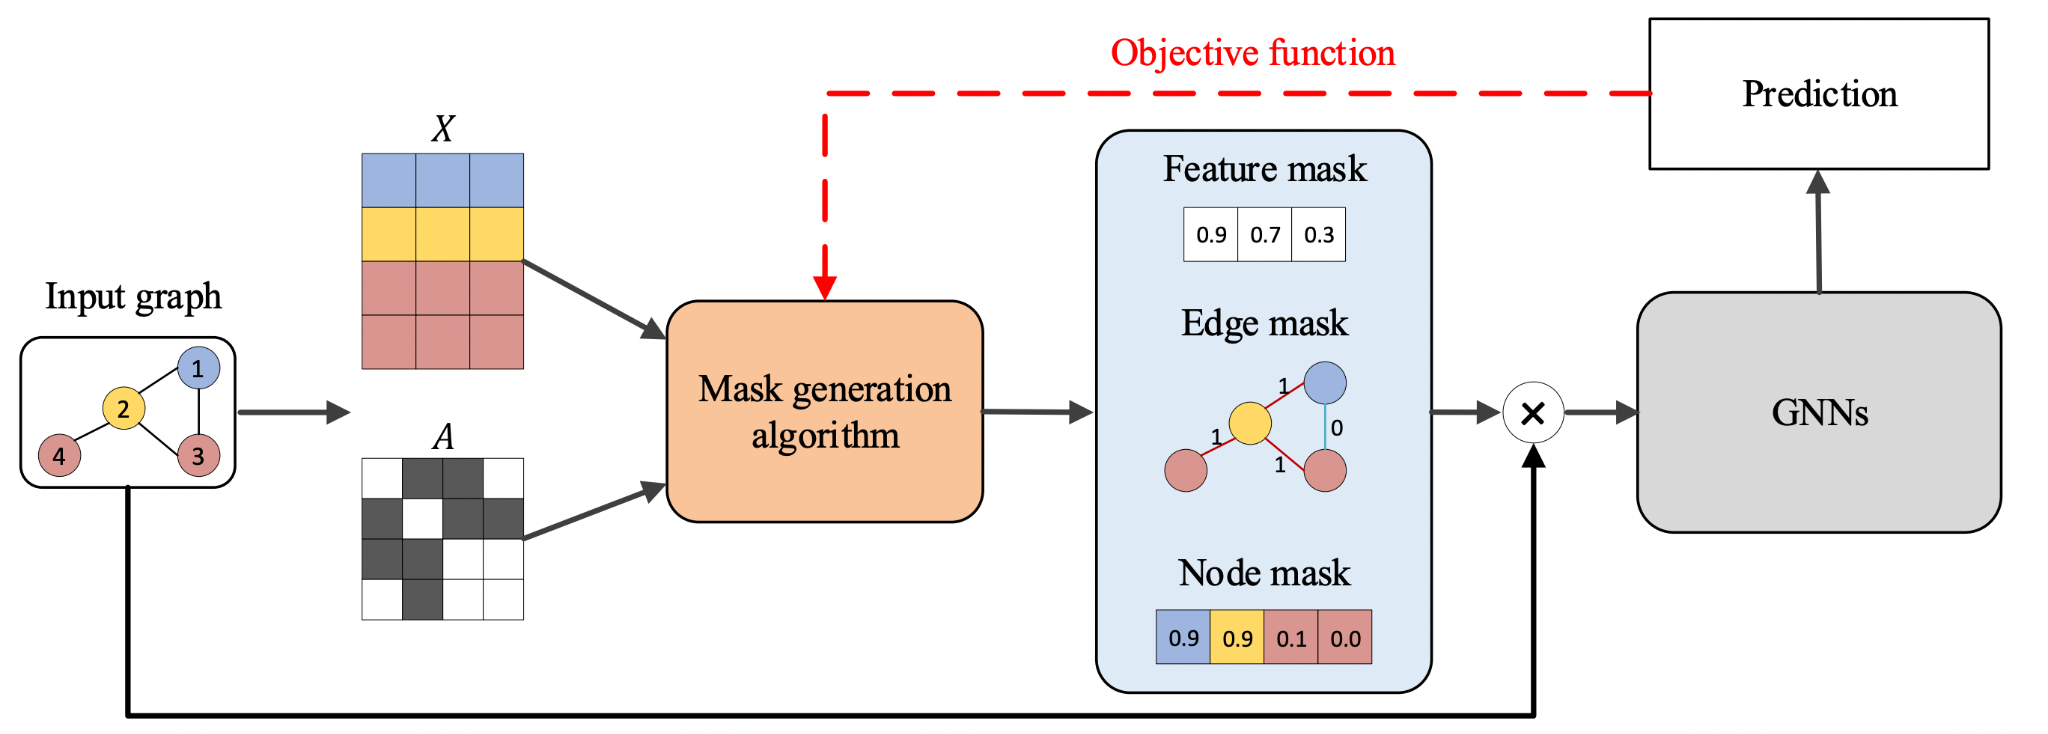 Input graph
1
2
4
3
X
A
Mask generation
algorithm
Objective function
Feature mask
0.9 0.7 0.3
Edge mask
1
0
1
1
Node mask
0.9 0.9 0.1 0.0
×
GNNs
Prediction